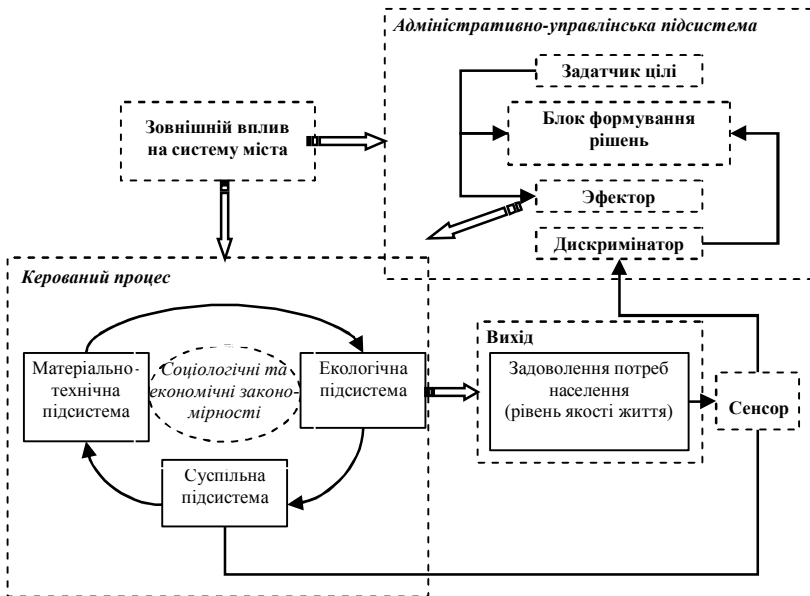 Адміністративно-управлінська підсистема
Задатчик цілі
Блок формування
рішень
Зовнішній вплив
на систему міста
Эфектор
Дискримінатор
Керований процес
Матеріально-
технічна
підсистема
Соціологічні та
економічні законо-
мірності
Екологічна
підсистема
Суспільна
підсистема
Вихід
Задоволення потреб
населення
(рівень якості життя)
Сенсор